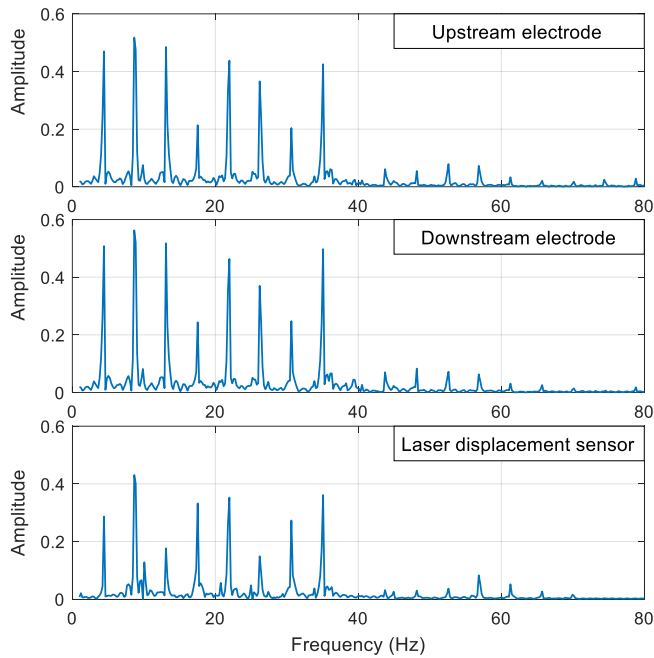 0.6
Upstream electrode
Amplitude
0.4
0.2
0
0 20 40 60 80
0.6
Downstream electrode
Amplitude
0.4
0.2
0
0 20 40 60 80
0.6
Laser displacement sensor
Amplitude
0.4
0.2
0
0 20 40 60 80
Frequency (Hz)